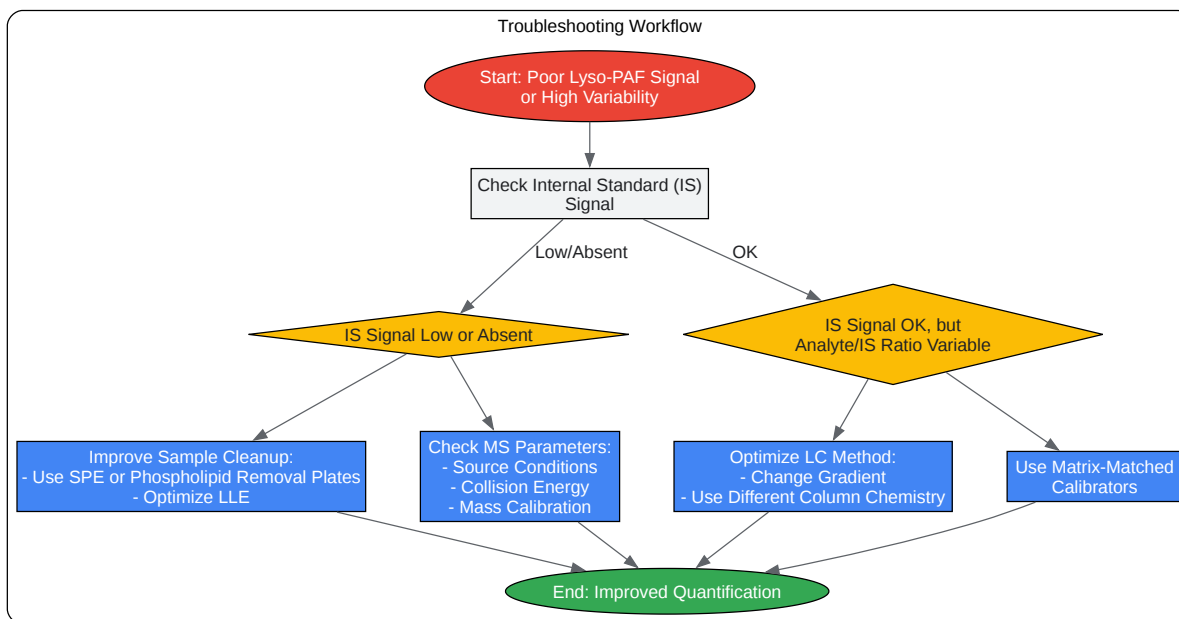 Troubleshooting Workflow
Start: Poor Lyso-PAF Signal
or High Variability
Check Internal Standard (IS)
Signal
Low/Absent
OK
IS Signal Low or Absent
IS Signal OK, but
Analyte/IS Ratio Variable
Improve Sample Cleanup:
- Use SPE or Phospholipid Removal Plates
- Optimize LLE
Check MS Parameters:
- Source Conditions
- Collision Energy
- Mass Calibration
Optimize LC Method:
- Change Gradient
- Use Different Column Chemistry
Use Matrix-Matched
Calibrators
End: Improved Quantification